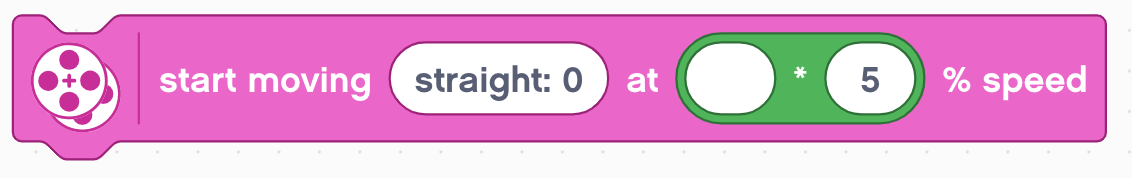 start moving straight: 0 at * 5 % speed